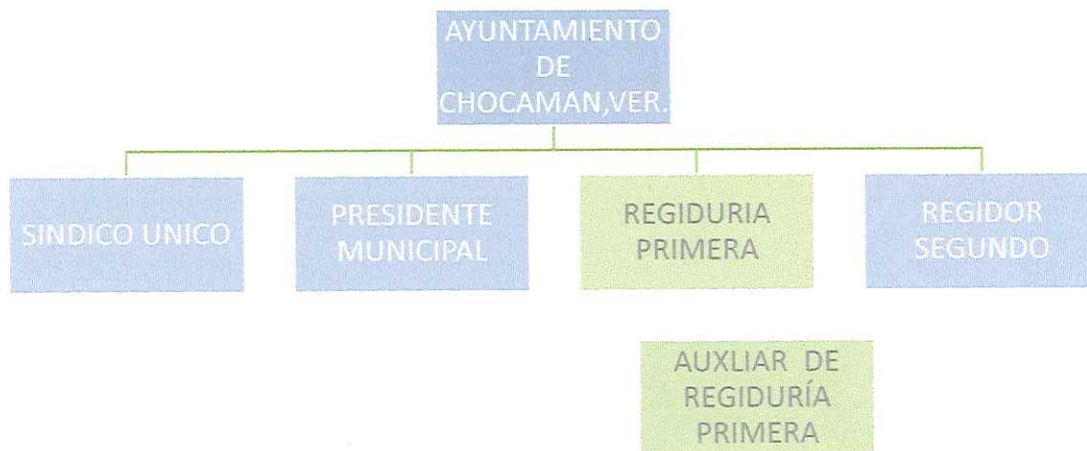 AYUNTAMIENTO
DE
CHOCAMAN,VER.
SINDICO UNICO
PRESIDENTE
MUNICIPAL
REGIDURIA
PRIMERA
REGIDOR
SEGUNDO
AUXLIAR DE
REGIDURÍA
PRIMERA